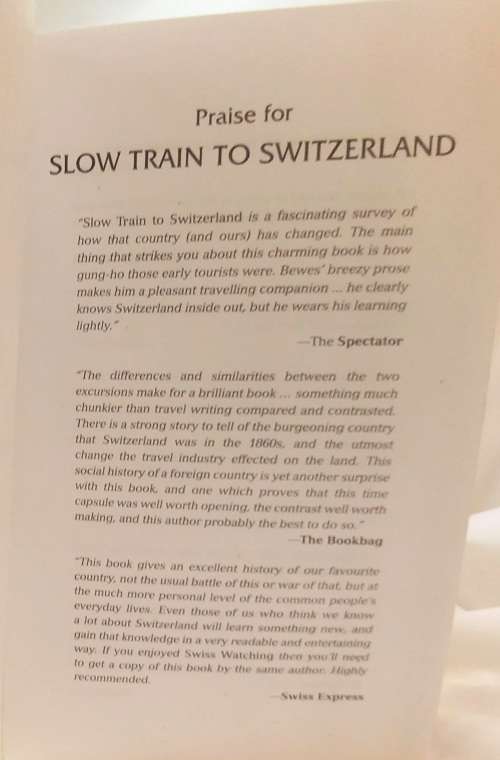 Praise for
SLOW TRAIN TO SWITZERLAND
"Slow Train to Switzerland is a fascinating survey of
how that country (and ours) has changed. The main
thing that strikes you about this charming book is how
gung-ho those early tourists were. Bewes' breezy prose
makes him a pleasant travelling companion ... he clearly
knows Switzerland inside out, but he wears his learning
lightly."
—The Spectator
"The differences and similarities between the two
excursions make for a brilliant book ... something much
chunkier than travel writing compared and contrasted.
There is a strong story to tell of the burgeoning country
that Switzerland was in the 1860s, and the utmost
change the travel industry effected on the land. This
social history of a foreign country is yet another surprise
with this book, and one which proves that this time
capsule was well worth opening, the contrast well worth
making, and this author probably the best to do so."
—The Bookbag
"This book gives an excellent history of our favourite
country, not the usual battle of this or war of that, but at
the much more personal level of the common people's
everyday lives. Even those of us who think we know
a lot about Switzerland will learn something new, and
gain that knowledge in a very readable and entertaining
way. If you enjoyed Swiss Watching then you'll need
to get a copy of this book by the same author. Highly
recommended.
—Swiss Express